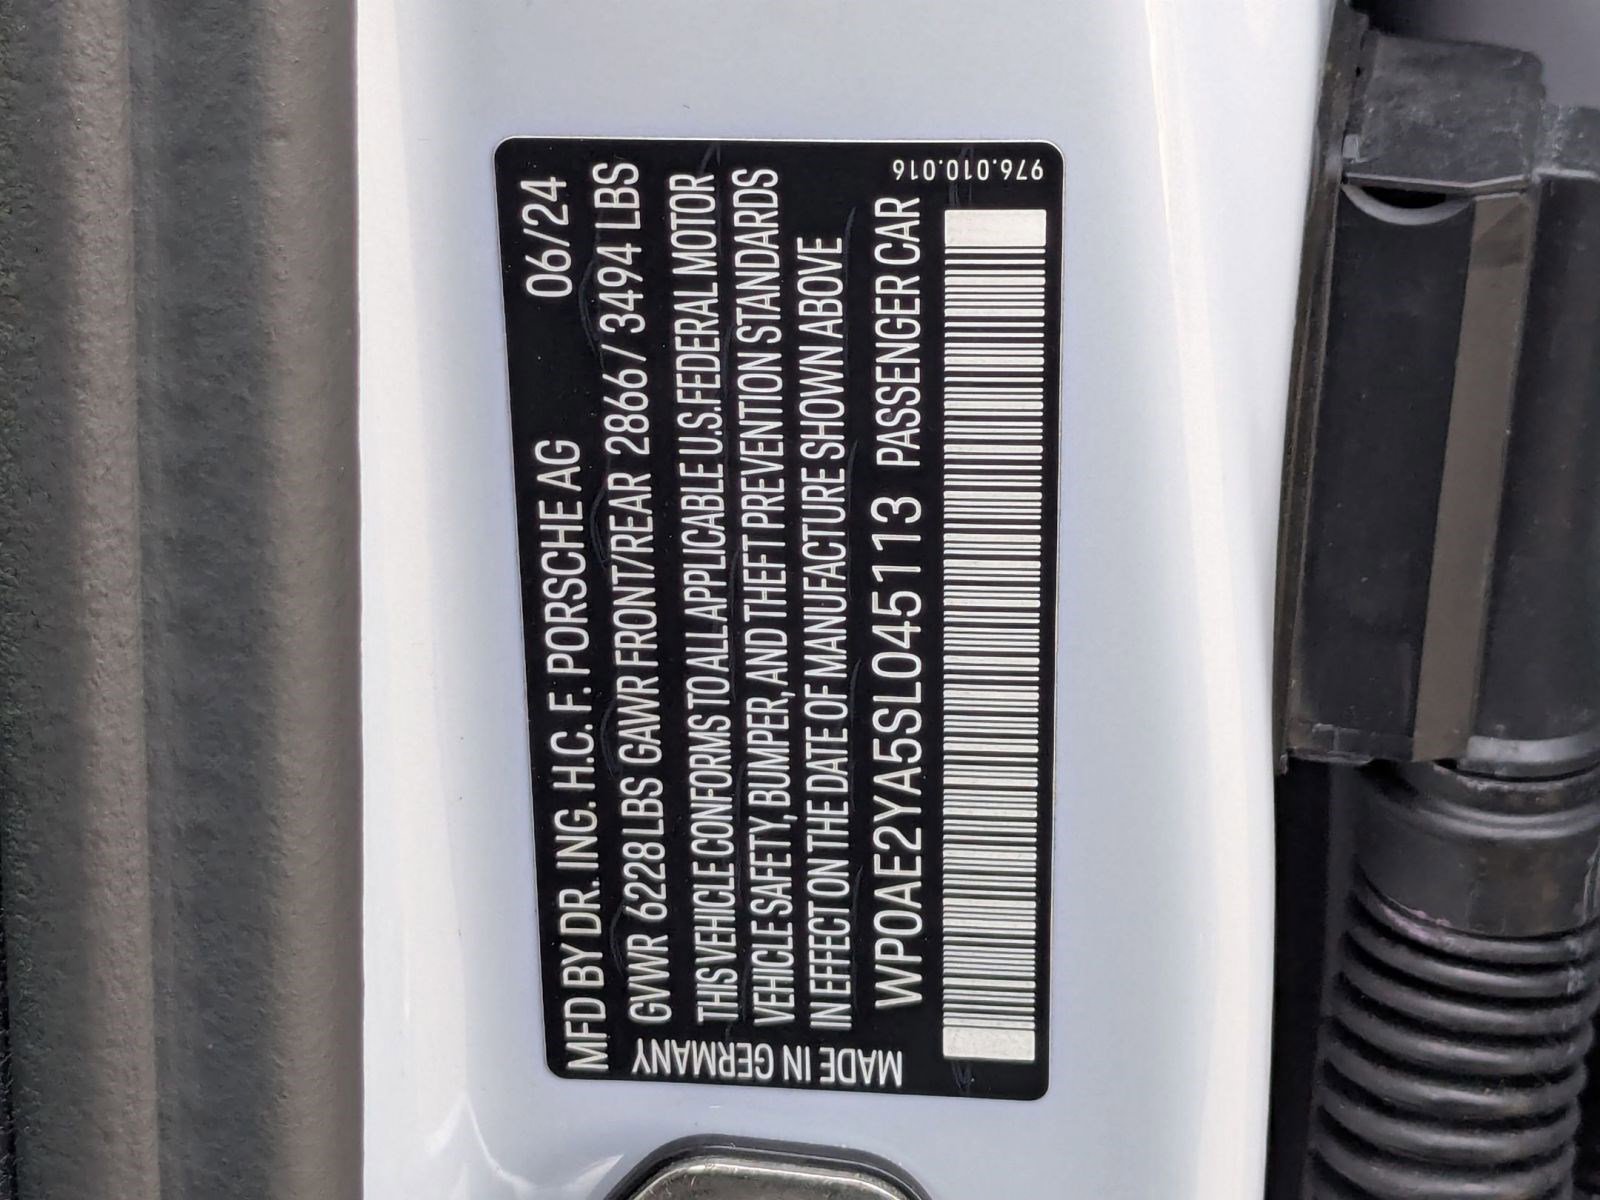 MFD BY DR. ING. H.C. F. PORSCHE AG 06/24
GVWR 6228 LBS GAWR FRONT/REAR 2866 / 3494 LBS
THIS VEHICLE CONFORMS TO ALL APPLICABLE U.S. FEDERAL MOTOR
VEHICLE SAFETY, BUMPER, AND THEFT PREVENTION STANDARDS
IN EFFECT ON THE DATE OF MANUFACTURE SHOWN ABOVE
WP0AE2YA5SL045113 PASSENGER CAR
MADE IN GERMANY
976.010.016